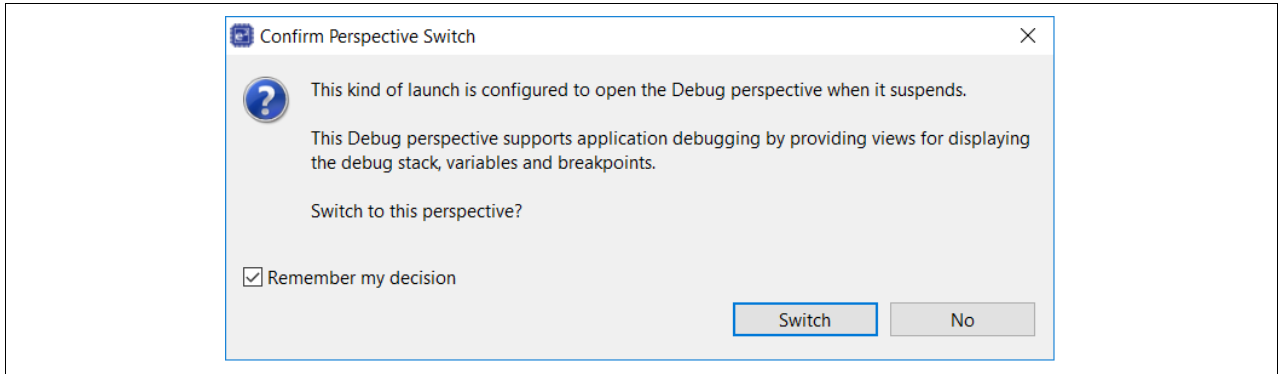 Confirm Perspective Switch
This kind of launch is configured to open the Debug perspective when it suspends.
This Debug perspective supports application debugging by providing views for displaying
the debug stack, variables and breakpoints.
Switch to this perspective?
Remember my decision
Switch
No